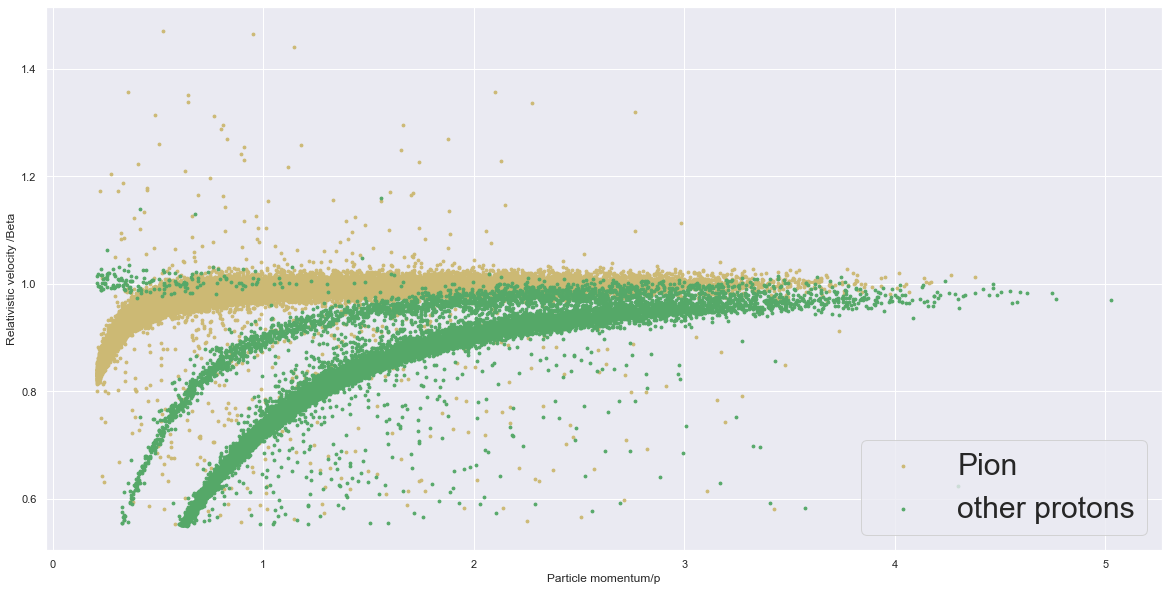 1.4
1.2
1.0
0.8
0.6
Relativistic velocity /Beta
0
1
2
3
4
5
Particle momentum/p
Pion
other protons